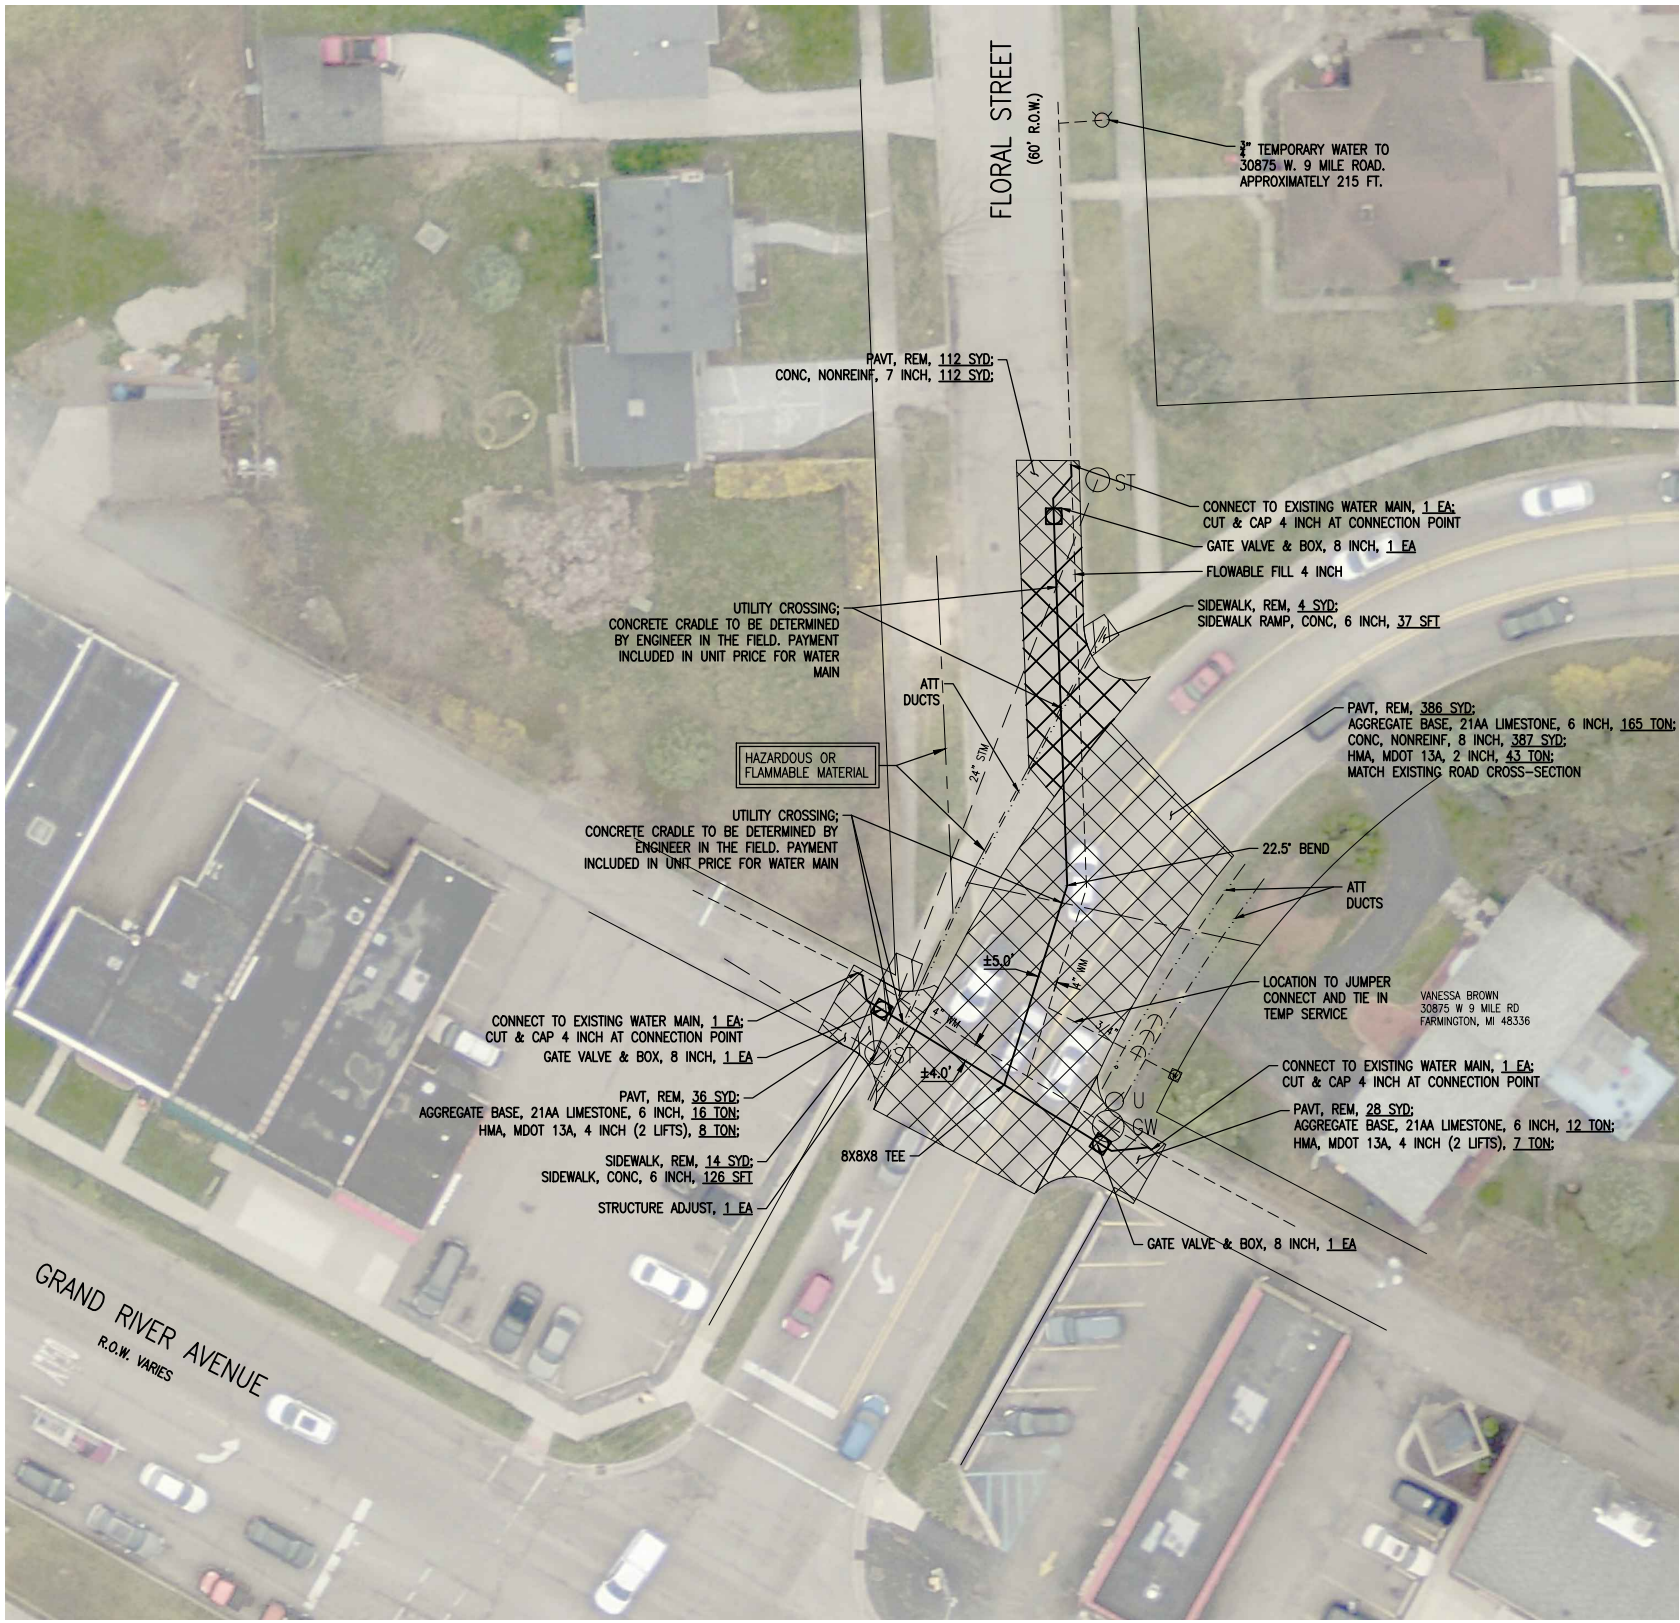 FLORAL STREET
(60' R.O.W.)
3/4" TEMPORARY WATER TO
30875 W. 9 MILE ROAD.
APPROXIMATELY 215 FT.
PAVT, REM, 112 SYD;
CONC, NONREINF, 7 INCH, 112 SYD;
ST
CONNECT TO EXISTING WATER MAIN, 1 EA;
CUT & CAP 4 INCH AT CONNECTION POINT
GATE VALVE & BOX, 8 INCH, 1 EA
FLOWABLE FILL 4 INCH
SIDEWALK, REM, 4 SYD;
SIDEWALK RAMP, CONC, 6 INCH, 37 SFT
UTILITY CROSSING;
CONCRETE CRADLE TO BE DETERMINED
BY ENGINEER IN THE FIELD. PAYMENT
INCLUDED IN UNIT PRICE FOR WATER
MAIN
ATT
DUCTS
PAVT, REM, 386 SYD;
AGGREGATE BASE, 21AA LIMESTONE, 6 INCH, 165 TON;
CONC, NONREINF, 8 INCH, 387 SYD;
HMA, MDOT 13A, 2 INCH, 43 TON;
MATCH EXISTING ROAD CROSS-SECTION
HAZARDOUS OR
FLAMMABLE MATERIAL
24" STM
UTILITY CROSSING;
CONCRETE CRADLE TO BE DETERMINED BY
ENGINEER IN THE FIELD. PAYMENT
INCLUDED IN UNIT PRICE FOR WATER MAIN
22.5° BEND
ATT
DUCTS
±5.0'
4" WM
LOCATION TO JUMPER
CONNECT AND TIE IN
TEMP SERVICE
VANESSA BROWN
30875 W 9 MILE RD
FARMINGTON, MI 48336
4" WM
3/4"
CONNECT TO EXISTING WATER MAIN, 1 EA;
CUT & CAP 4 INCH AT CONNECTION POINT
GATE VALVE & BOX, 8 INCH, 1 EA
ST
±4.0'
CONNECT TO EXISTING WATER MAIN, 1 EA;
CUT & CAP 4 INCH AT CONNECTION POINT
U
GW
PAVT, REM, 36 SYD;
AGGREGATE BASE, 21AA LIMESTONE, 6 INCH, 16 TON;
HMA, MDOT 13A, 4 INCH (2 LIFTS), 8 TON;
PAVT, REM, 28 SYD;
AGGREGATE BASE, 21AA LIMESTONE, 6 INCH, 12 TON;
HMA, MDOT 13A, 4 INCH (2 LIFTS), 7 TON;
8X8X8 TEE
SIDEWALK, REM, 14 SYD;
SIDEWALK, CONC, 6 INCH, 126 SFT
STRUCTURE ADJUST, 1 EA
GATE VALVE & BOX, 8 INCH, 1 EA
GRAND RIVER AVENUE
R.O.W. VARIES